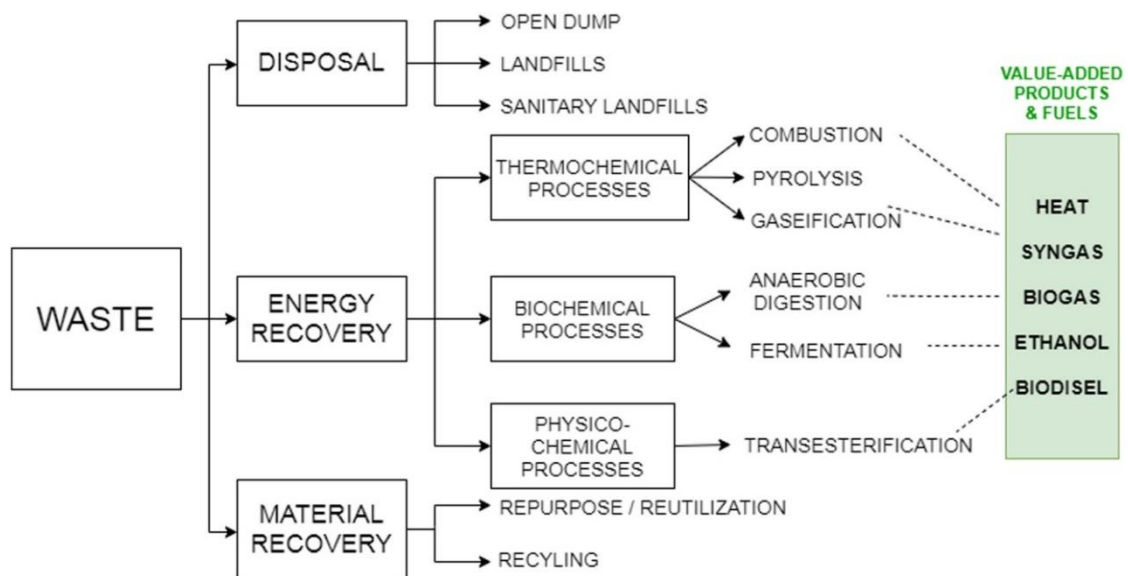 WASTE
DISPOSAL
OPEN DUMP
LANDFILLS
SANITARY LANDFILLS
ENERGY
RECOVERY
THERMOCHEMICAL
PROCESSES
COMBUSTION
PYROLYSIS
GASEIFICATION
BIOCHEMICAL
PROCESSES
ANAEROBIC
DIGESTION
FERMENTATION
PHYSICO-
CHEMICAL
PROCESSES
TRANSESTERIFICATION
MATERIAL
RECOVERY
REPURPOSE / REUTILIZATION
RECYLING
VALUE-ADDED
PRODUCTS
& FUELS
HEAT
SYNGAS
BIOGAS
ETHANOL
BIODISEL